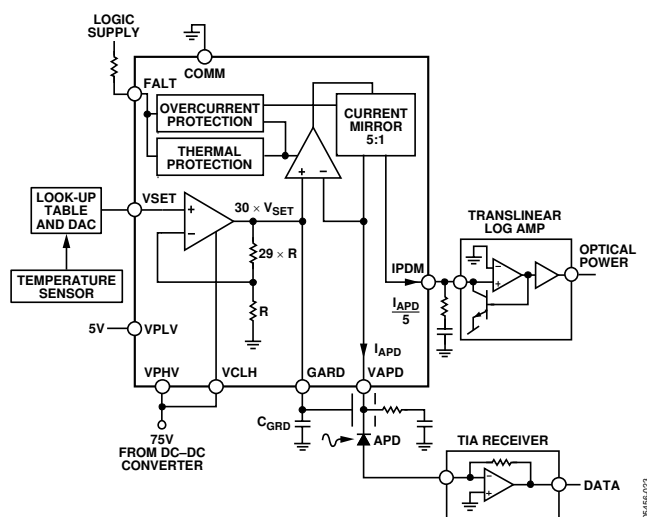 LOGIC
SUPPLY
COMM
FALT
OVERCURRENT
PROTECTION
THERMAL
PROTECTION
CURRENT
MIRROR
5:1
+
–
LOOK-UP
TABLE
AND DAC
VSET
+
–
30 × VSET
29 × R
R
TEMPERATURE
SENSOR
5V
VPLV
IPDM
IAPD
5
TRANSLINEAR
LOG AMP
–
+
OPTICAL
POWER
IAPD
VPHV
VCLH
GARD
VAPD
75V
FROM DC–DC
CONVERTER
CGRD
APD
TIA RECEIVER
–
+
DATA
06456-023